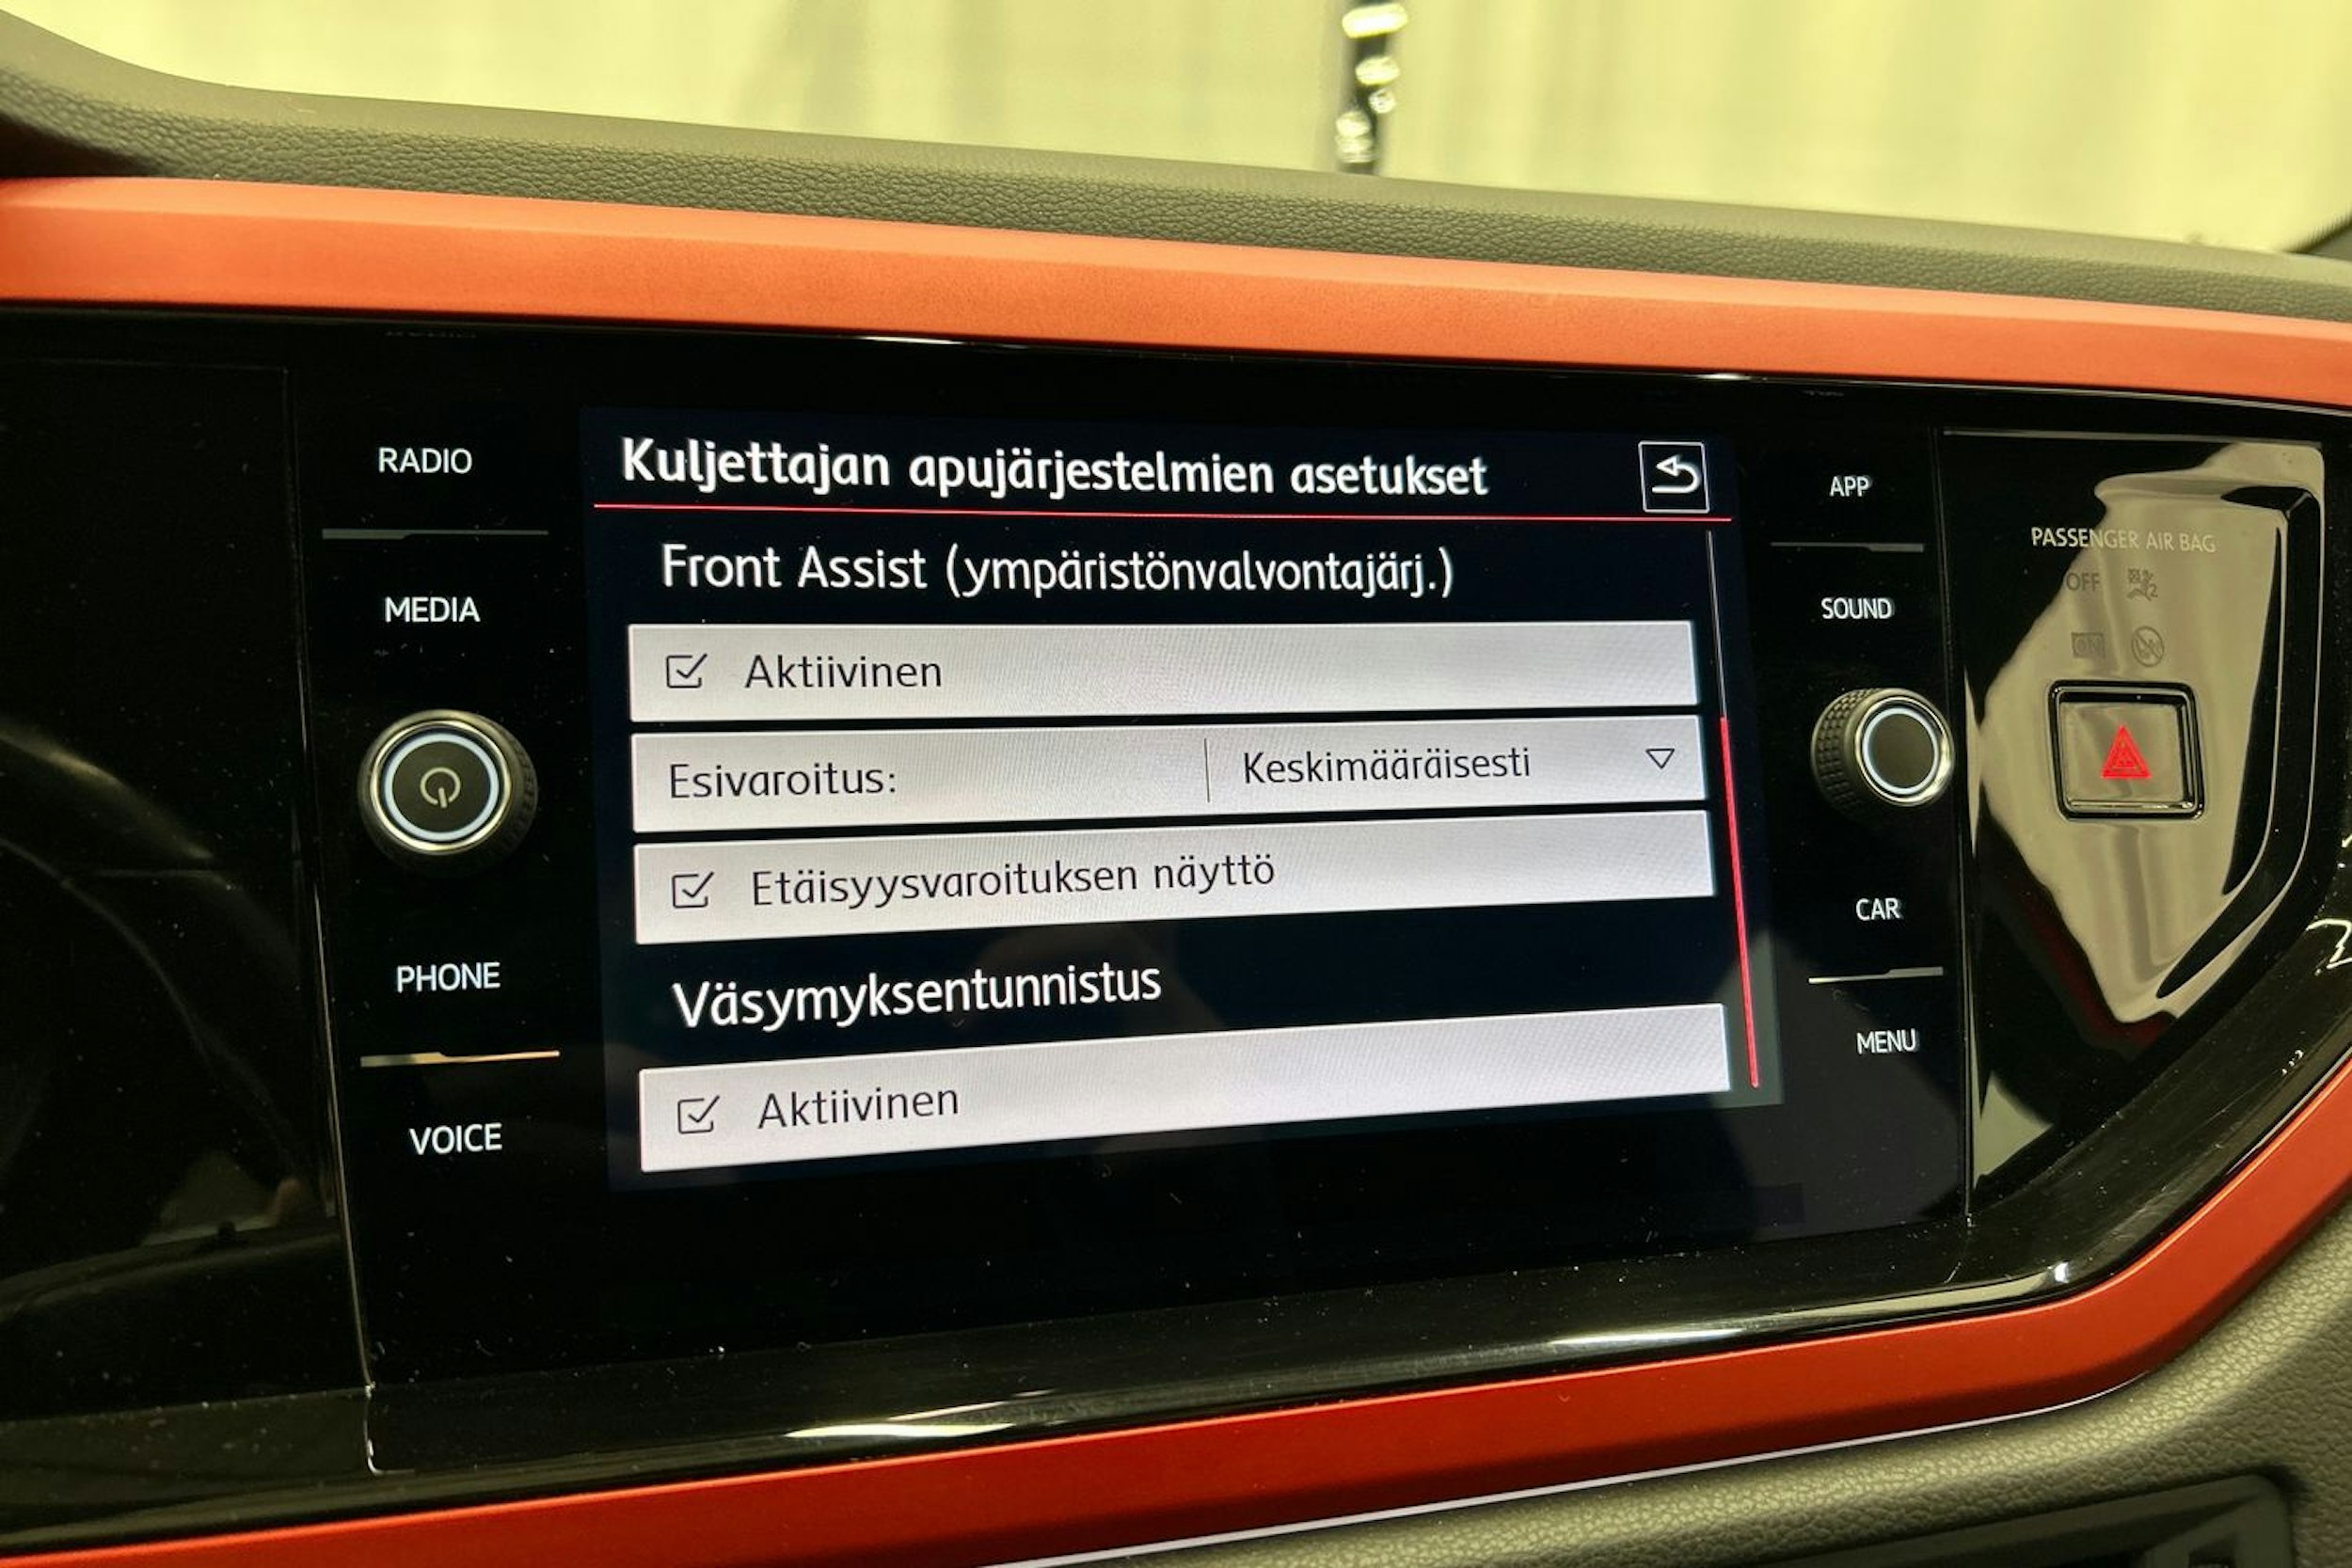 RADIO
MEDIA
PHONE
VOICE
Kuljettajan apujärjestelmien asetukset
Front Assist (ympäristönvalvontajärj.)
Aktiivinen
Esivaroitus: Keskimääräisesti
Etäisyysvaroituksen näyttö
Väsymyksentunnistus
Aktiivinen
APP
SOUND
CAR
MENU
PASSENGER AIR BAG
OFF
ON